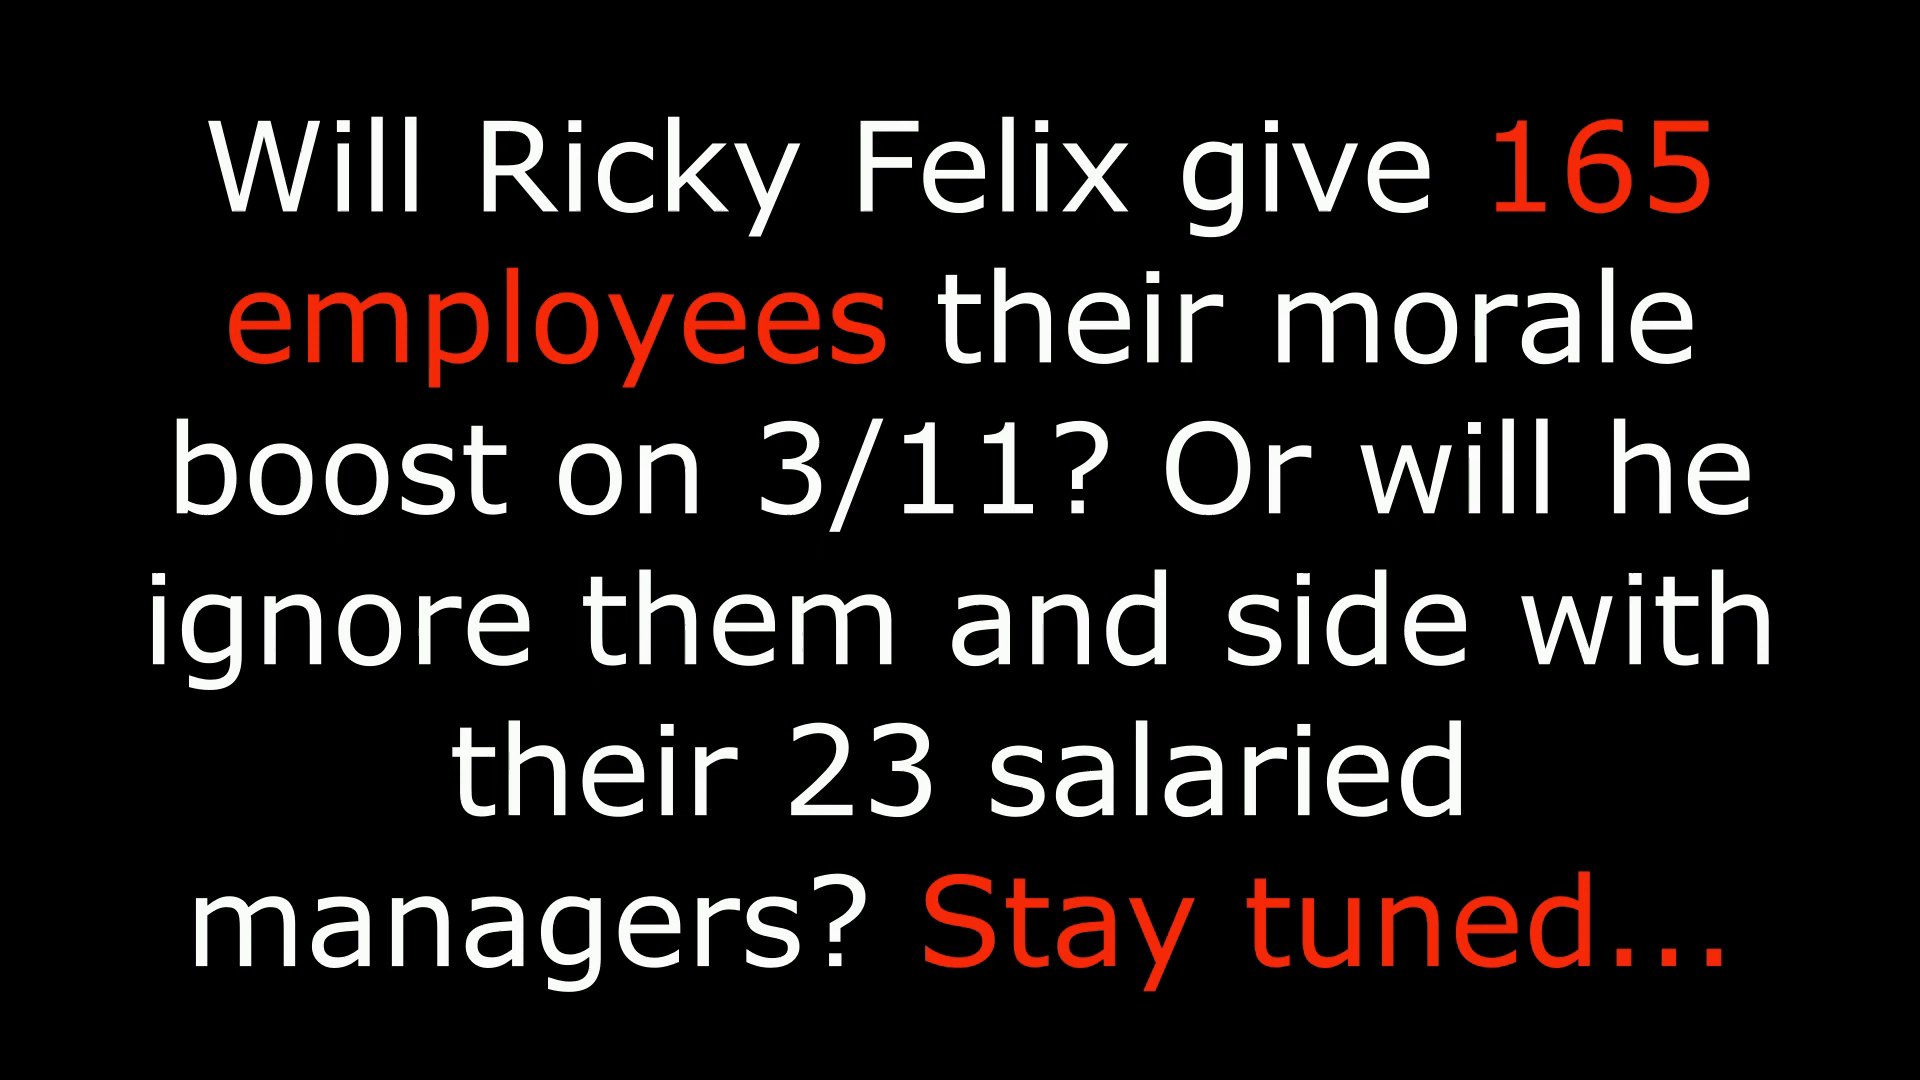 Will Ricky Felix give 165
employees their morale
boost on 3/11? Or will he
ignore them and side with
their 23 salaried
managers? Stay tuned...